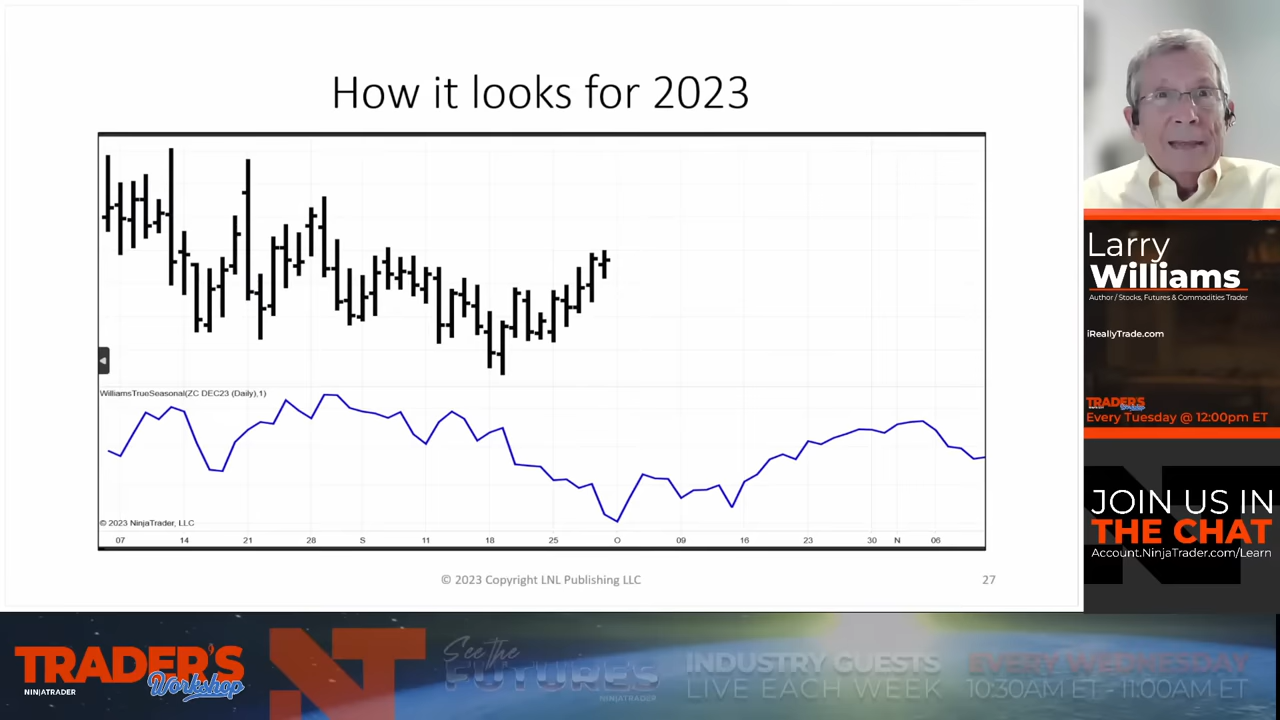 How it looks for 2023
WilliamsTrueSeasonal(ZC DEC23 (Daily),1)
© 2023 NinjaTrader, LLC
07 14 21 28 S 11 18 25 O 09 16 23 30 N 06
© 2023 Copyright LNL Publishing LLC
27
Larry
Williams
Author / Stocks, Futures & Commodities Trader
iReallyTrade.com
TRADER'S
Workshop
Every Tuesday @ 12:00pm ET
JOIN US IN
THE CHAT
Account.NinjaTrader.com/Learn
TRADER'S
Workshop
NINJATRADER
See the
FUTURES
NINJATRADER
INDUSTRY GUESTS
LIVE EACH WEEK
EVERY WEDNESDAY
10:30AM ET - 11:00AM ET